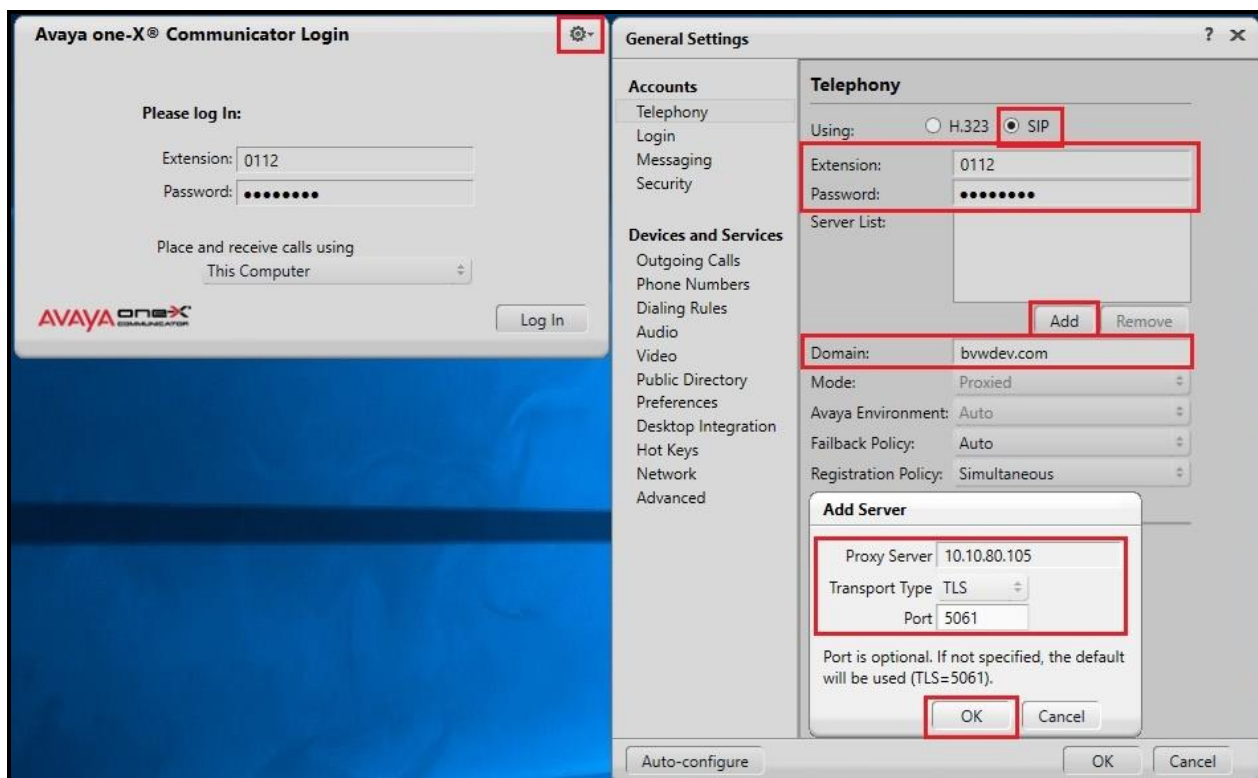 Avaya one-X® Communicator Login
Please log In:
Extension: 0112
Password: ●●●●●●●●
Place and receive calls using
This Computer
AVAYA one-X COMMUNICATOR
Log In
General Settings
? X
Accounts
Telephony
Login
Messaging
Security
Devices and Services
Outgoing Calls
Phone Numbers
Dialing Rules
Audio
Video
Public Directory
Preferences
Desktop Integration
Hot Keys
Network
Advanced
Telephony
Using: H.323 SIP
Extension: 0112
Password: ●●●●●●●●
Server List:
Add Remove
Domain: bvwdev.com
Mode: Proxied
Avaya Environment: Auto
Failback Policy: Auto
Registration Policy: Simultaneous
Add Server
Proxy Server 10.10.80.105
Transport Type TLS
Port 5061
Port is optional. If not specified, the default
will be used (TLS=5061).
OK Cancel
Auto-configure OK Cancel